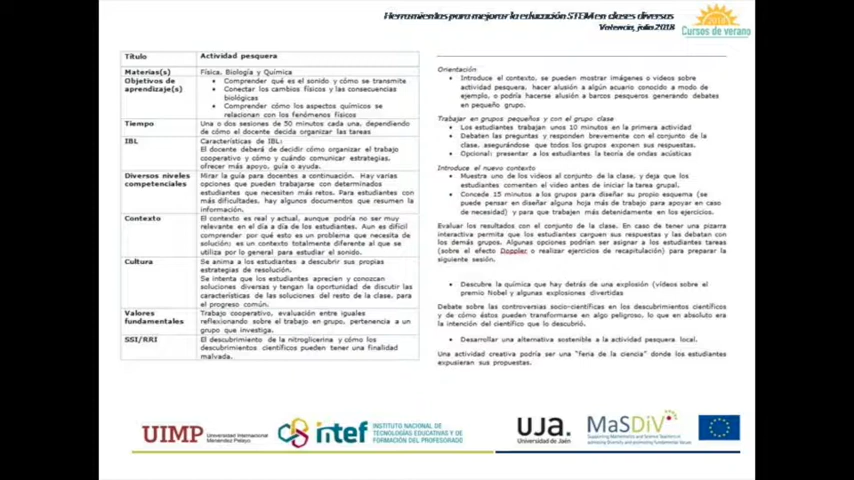 Herramientas para mejorar la educación STEM en clases diversas
Valencia, julio 2018
2018
Cursos de verano
Título
Actividad pesquera
Materias(s)
Física, Biología y Química
Objetivos de aprendizaje(s)
• Comprender qué es el sonido y cómo se transmite
• Conectar los cambios físicos y las consecuencias
biológicas
• Comprender cómo los aspectos químicos se
relacionan con los fenómenos físicos
Tiempo
Una o dos sesiones de 50 minutos cada una, dependiendo
de cómo el docente decida organizar las tareas
IBL
Características de IBL:
El docente deberá de decidir cómo organizar el trabajo
cooperativo y cómo y cuándo comunicar estrategias,
ofrecer más apoyo, guía o ayuda.
Diversos niveles
competenciales
Mirar la guía para docentes a continuación. Hay varias
opciones que pueden trabajarse con determinados
estudiantes que necesiten más retos. Para estudiantes con
más dificultades, hay algunos documentos que resumen la
información.
Contexto
El contexto es real y actual, aunque podría no ser muy
relevante en el día a día de los estudiantes. Aun es difícil
comprender por qué esto es un problema que necesita de
solución; es un contexto totalmente diferente al que se
utiliza por lo general para estudiar el sonido.
Cultura
Se anima a los estudiantes a descubrir sus propias
estrategias de resolución.
Se intenta que los estudiantes aprecien y conozcan
soluciones diversas y tengan la oportunidad de discutir las
características de las soluciones del resto de la clase, para
el progreso común.
Valores
fundamentales
Trabajo cooperativo, evaluación entre iguales
reflexionando sobre el trabajo en grupo, pertenencia a un
grupo que investiga.
SSI/RRI
El descubrimiento de la nitroglicerina y cómo los
descubrimientos científicos pueden tener una finalidad
malvada.
Orientación
• Introduce el contexto, se pueden mostrar imágenes o videos sobre
actividad pesquera, hacer alusión a algún acuario conocido a modo de
ejemplo, o podría hacerse alusión a barcos pesqueros generando debates
en pequeño grupo.
Trabajar en grupos pequeños y con el grupo clase
• Los estudiantes trabajan unos 10 minutos en la primera actividad
• Debaten las preguntas y responden brevemente con el conjunto de la
clase, asegurándose que todos los grupos exponen sus respuestas.
• Opcional: presentar a los estudiantes la teoría de ondas acústicas
Introduce el nuevo contexto
• Muestra uno de los videos al conjunto de la clase, y deja que los
estudiantes comenten el video antes de iniciar la tarea grupal.
• Concede 15 minutos a los grupos para diseñar su propio esquema (se
puede pensar en diseñar alguna hoja más de trabajo para apoyar en caso
de necesidad) y para que trabajen más detenidamente en los ejercicios.
Evaluar los resultados con el conjunto de la clase. En caso de tener una pizarra
interactiva permita que los estudiantes carguen sus respuestas y las debatan con
los demás grupos. Algunas opciones podrían ser asignar a los estudiantes tareas
(sobre el efecto Doppler o realizar ejercicios de recapitulación) para preparar la
siguiente sesión.
• Descubre la química que hay detrás de una explosión (vídeos sobre el
premio Nobel y algunas explosiones divertidas
Debate sobre las controversias socio-científicas en los descubrimientos científicos
y de cómo éstos pueden transformarse en algo peligroso, lo que en absoluto era
la intención del científico que lo descubrió.
• Desarrollar una alternativa sostenible a la actividad pesquera local.
Una actividad creativa podría ser una "feria de la ciencia" donde los estudiantes
expusieran sus propuestas.
UIMP Universidad Internacional
Menéndez Pelayo
intef INSTITUTO NACIONAL DE
TECNOLOGÍAS EDUCATIVAS Y DE
FORMACIÓN DEL PROFESORADO
uja.
Universidad de Jaén
MaSDiV
Supporting Mathematics and Science Teachers in
addressing Diversity and promoting Fundamental Values